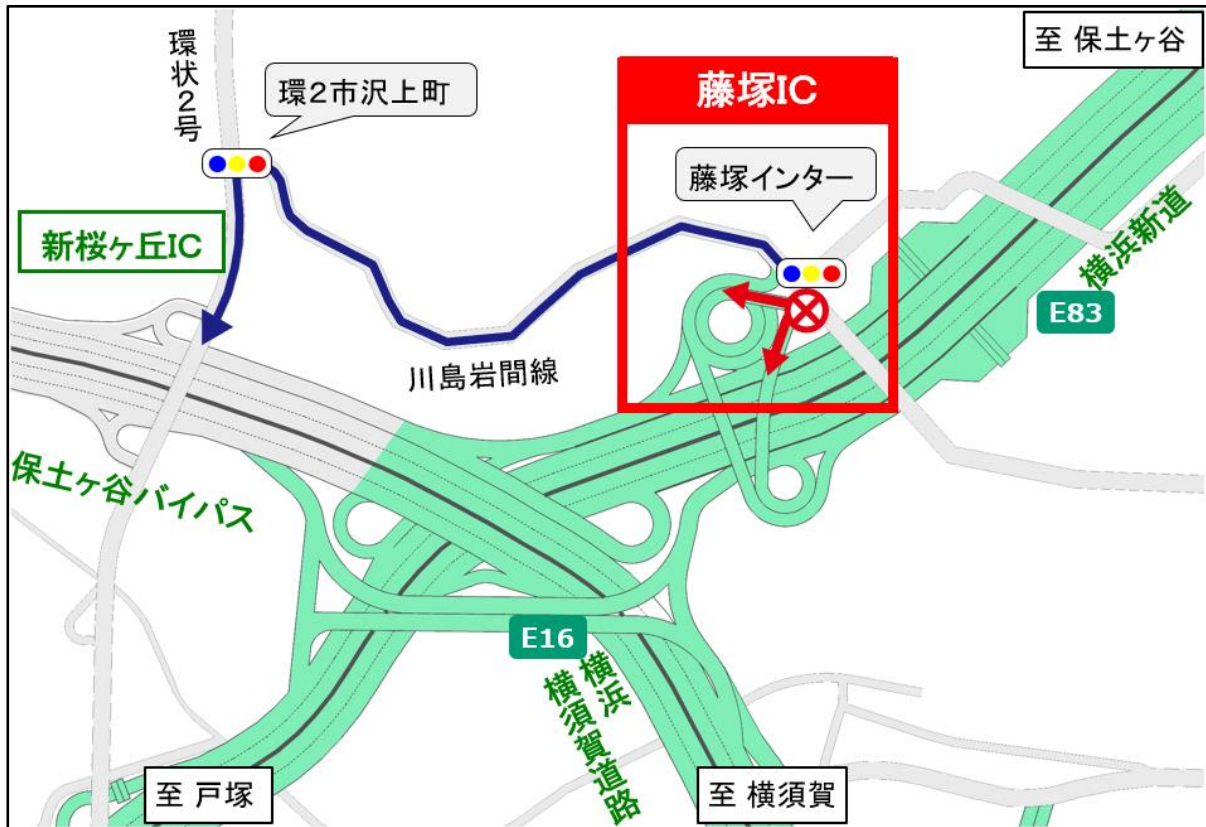 至 保土ヶ谷
環状2号
環2市沢上町
藤塚IC
藤塚インター
新桜ヶ丘IC
横浜新道
E83
川島岩間線
保土ヶ谷バイパス
E16
横浜
横須賀道路
至 戸塚
至 横須賀